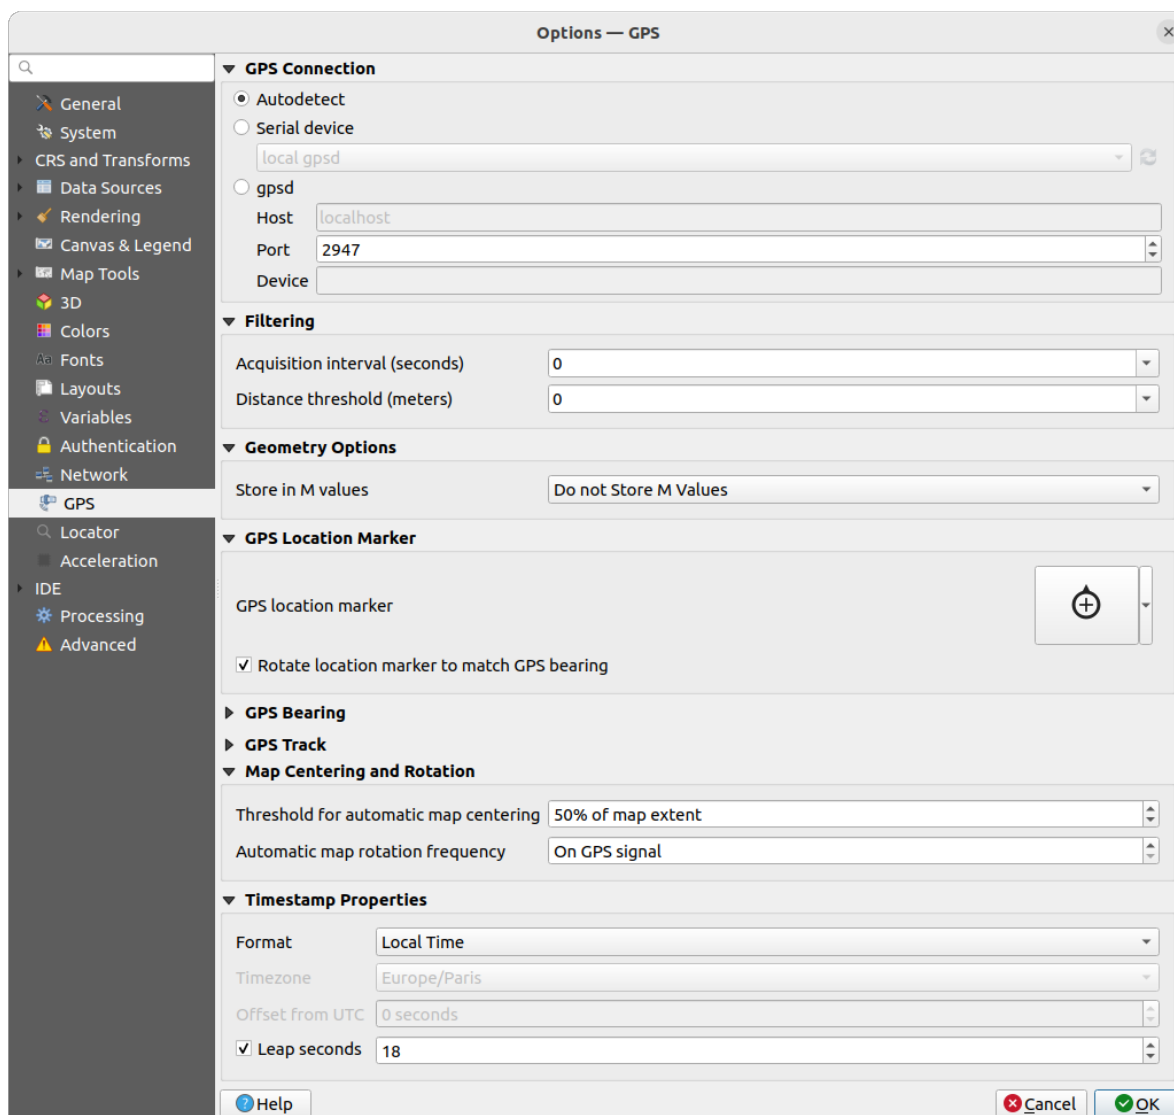 Options — GPS
General
System
CRS and Transforms
Data Sources
Rendering
Canvas & Legend
Map Tools
3D
Colors
Aa Fonts
Layouts
Variables
Authentication
Network
GPS
Locator
Acceleration
IDE
Processing
Advanced
GPS Connection
Autodetect
Serial device
local gpsd
gpsd
Host localhost
Port 2947
Device
Filtering
Acquisition interval (seconds) 0
Distance threshold (meters) 0
Geometry Options
Store in M values Do not Store M Values
GPS Location Marker
GPS location marker
Rotate location marker to match GPS bearing
GPS Bearing
GPS Track
Map Centering and Rotation
Threshold for automatic map centering 50% of map extent
Automatic map rotation frequency On GPS signal
Timestamp Properties
Format Local Time
Timezone Europe/Paris
Offset from UTC 0 seconds
Leap seconds 18
Help Cancel OK